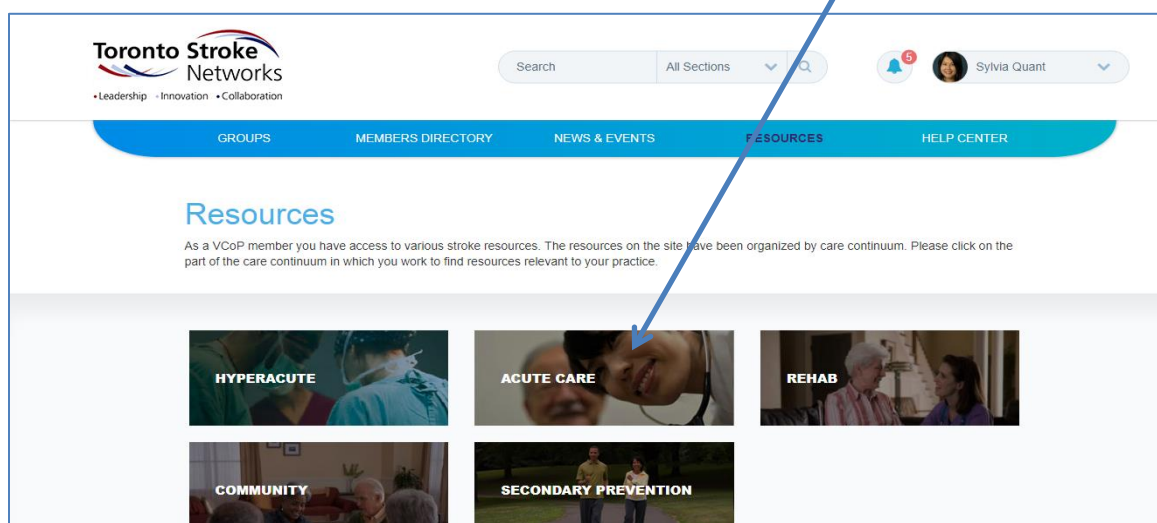 Toronto Stroke
Networks
•Leadership •Innovation •Collaboration
Search
All Sections
5
Sylvia Quant
GROUPS
MEMBERS DIRECTORY
NEWS & EVENTS
RESOURCES
HELP CENTER
Resources
As a VCoP member you have access to various stroke resources. The resources on the site have been organized by care continuum. Please click on the
part of the care continuum in which you work to find resources relevant to your practice.
HYPERACUTE
ACUTE CARE
REHAB
COMMUNITY
SECONDARY PREVENTION